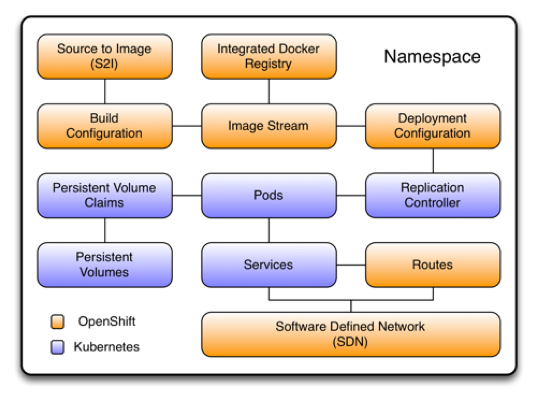 Source to Image
(S2I)
Integrated Docker
Registry
Namespace
Build
Configuration
Image Stream
Deployment
Configuration
Persistent Volume
Claims
Pods
Replication
Controller
Persistent
Volumes
Services
Routes
OpenShift
Kubernetes
Software Defined Network
(SDN)